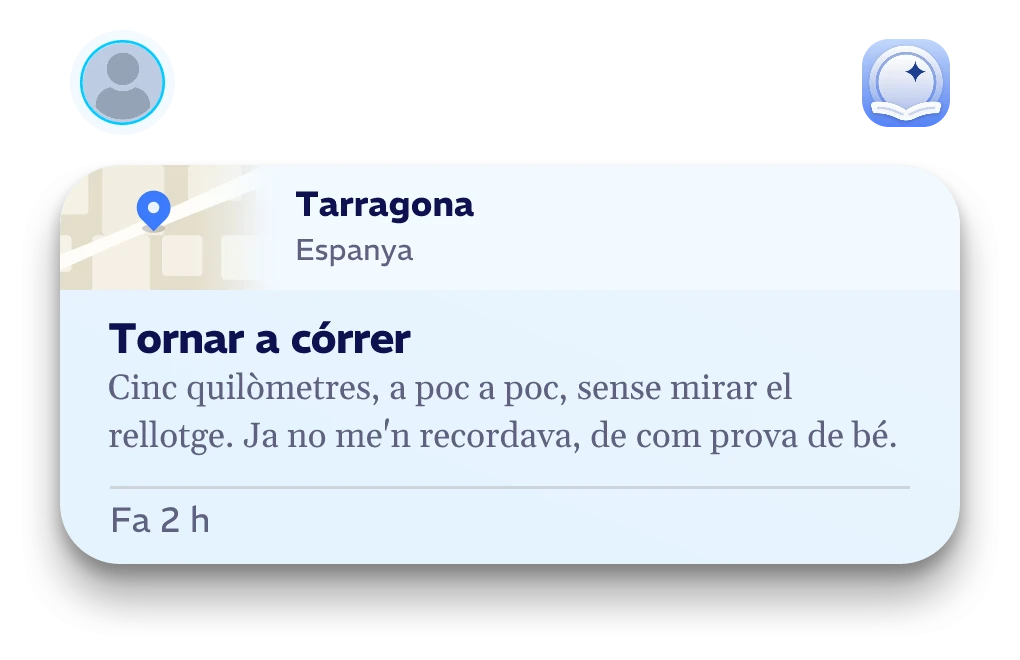 Tarragona
Espanya
Tornar a córrer
Cinc quilòmetres, a poc a poc, sense mirar el
rellotge. Ja no me'n recordava, de com prova de bé.
Fa 2 h